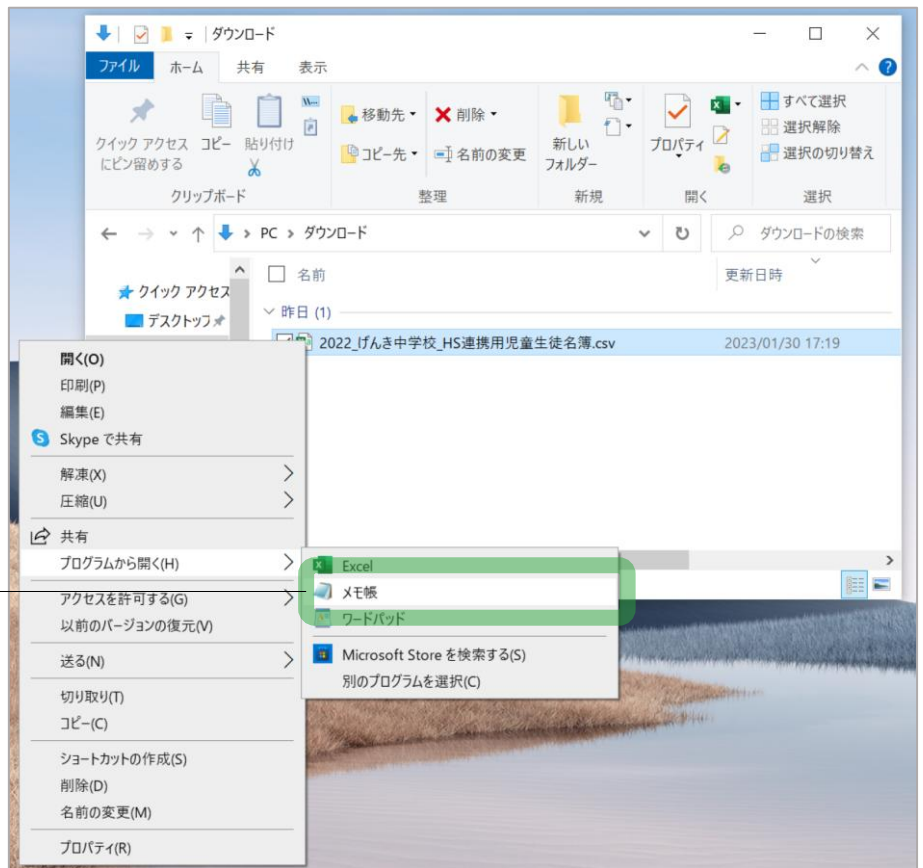 ダウンロード
ファイル ホーム 共有 表示
クイック アクセス
にピン留めする
コピー
貼り付け
移動先
コピー先
削除
名前の変更
新しい
フォルダー
プロパティ
すべて選択
選択解除
選択の切り替え
クリップボード 整理 新規 開く 選択
PC › ダウンロード
ダウンロードの検索
クイック アクセス
デスクトップ
名前 更新日時
昨日 (1)
2022_げんき中学校_HS連携用児童生徒名簿.csv 2023/01/30 17:19
開く(O)
印刷(P)
編集(E)
Skype で共有
解凍(X)
圧縮(U)
共有
プログラムから開く(H)
アクセスを許可する(G)
以前のバージョンの復元(V)
送る(N)
切り取り(T)
コピー(C)
ショートカットの作成(S)
削除(D)
名前の変更(M)
プロパティ(R)
Excel
メモ帳
ワードパッド
Microsoft Store を検索する(S)
別のプログラムを選択(C)